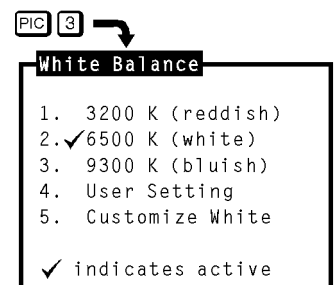 PIC 3
White Balance
1. 3200 K (reddish)
2.✓6500 K (white)
3. 9300 K (bluish)
4. User Setting
5. Customize White
✓ indicates active